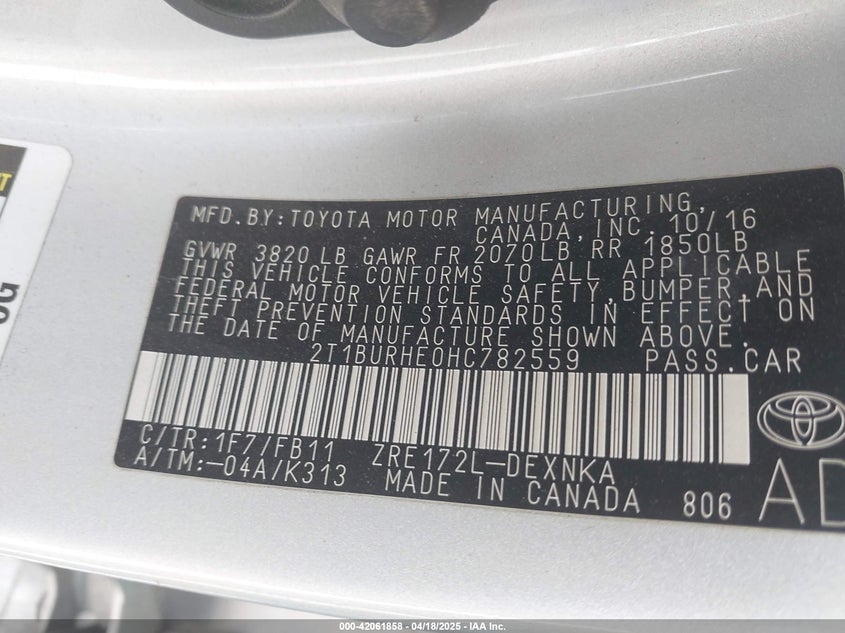 MFD.BY:TOYOTA MOTOR MANUFACTURING,
CANADA, INC. 10/16
GVWR 3820 LB GAWR FR 2070LB RR 1850LB
THIS VEHICLE CONFORMS TO ALL APPLICABLE
FEDERAL MOTOR VEHICLE SAFETY,BUMPER,AND
THEFT PREVENTION STANDARDS IN EFFECT ON
THE DATE OF MANUFACTURE SHOWN ABOVE.
2T1BURHE0HC782559 PASS.CAR
C/TR:1F7/FB11 ZRE172L-DEXNKA
A/TM:-04A/K313 MADE IN CANADA 806
AD
000-42061858 - 04/18/2025 - IAA Inc.